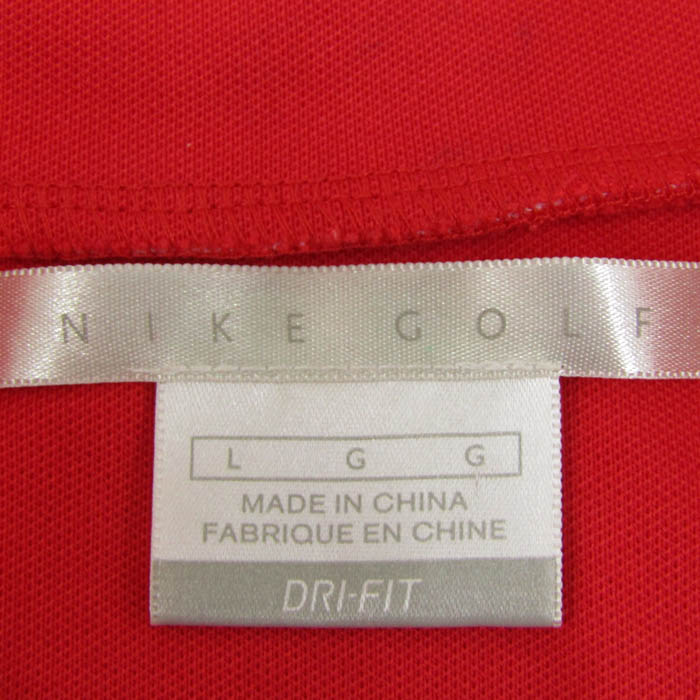 NIKE GOLF
L G G
MADE IN CHINA
FABRIQUE EN CHINE
DRI-FIT